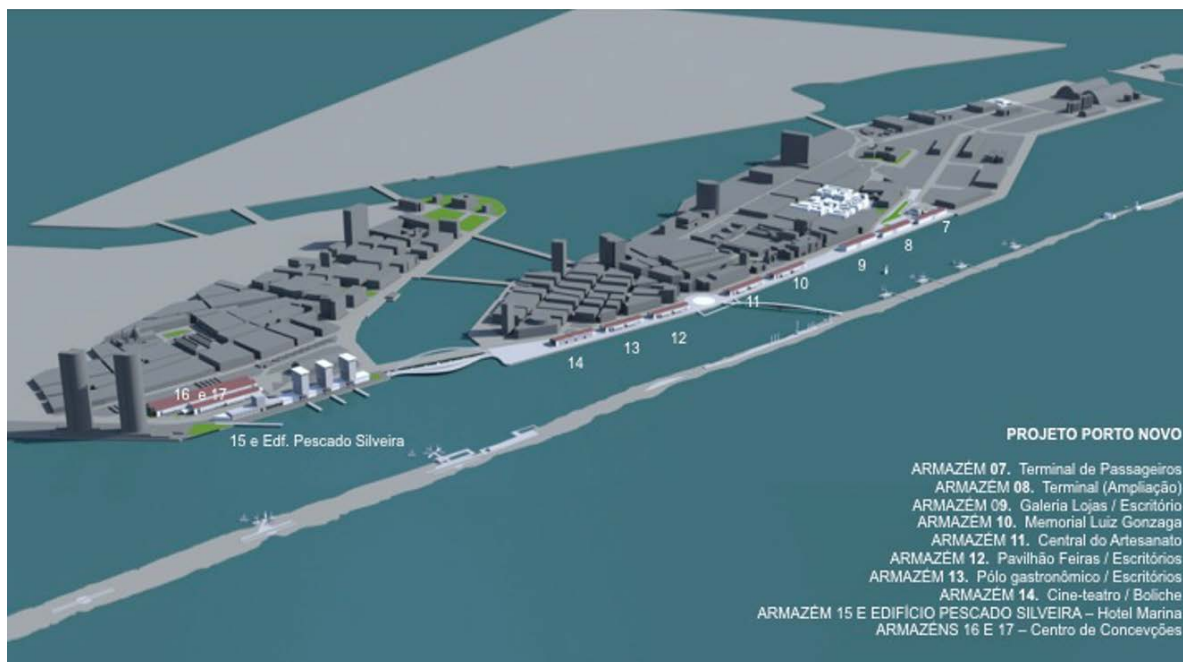 7
8
9
10
11
12
13
14
16 e 17
15 e Edf. Pescado Silveira
PROJETO PORTO NOVO
ARMAZÉM 07. Terminal de Passageiros
ARMAZÉM 08. Terminal (Ampliação)
ARMAZÉM 09. Galeria Lojas / Escritório
ARMAZÉM 10. Memorial Luiz Gonzaga
ARMAZÉM 11. Central do Artesanato
ARMAZÉM 12. Pavilhão Feiras / Escritórios
ARMAZÉM 13. Pólo gastronômico / Escritórios
ARMAZÉM 14. Cine-teatro / Boliche
ARMAZÉM 15 E EDIFÍCIO PESCADO SILVEIRA – Hotel Marina
ARMAZÉNS 16 E 17 – Centro de Concevções